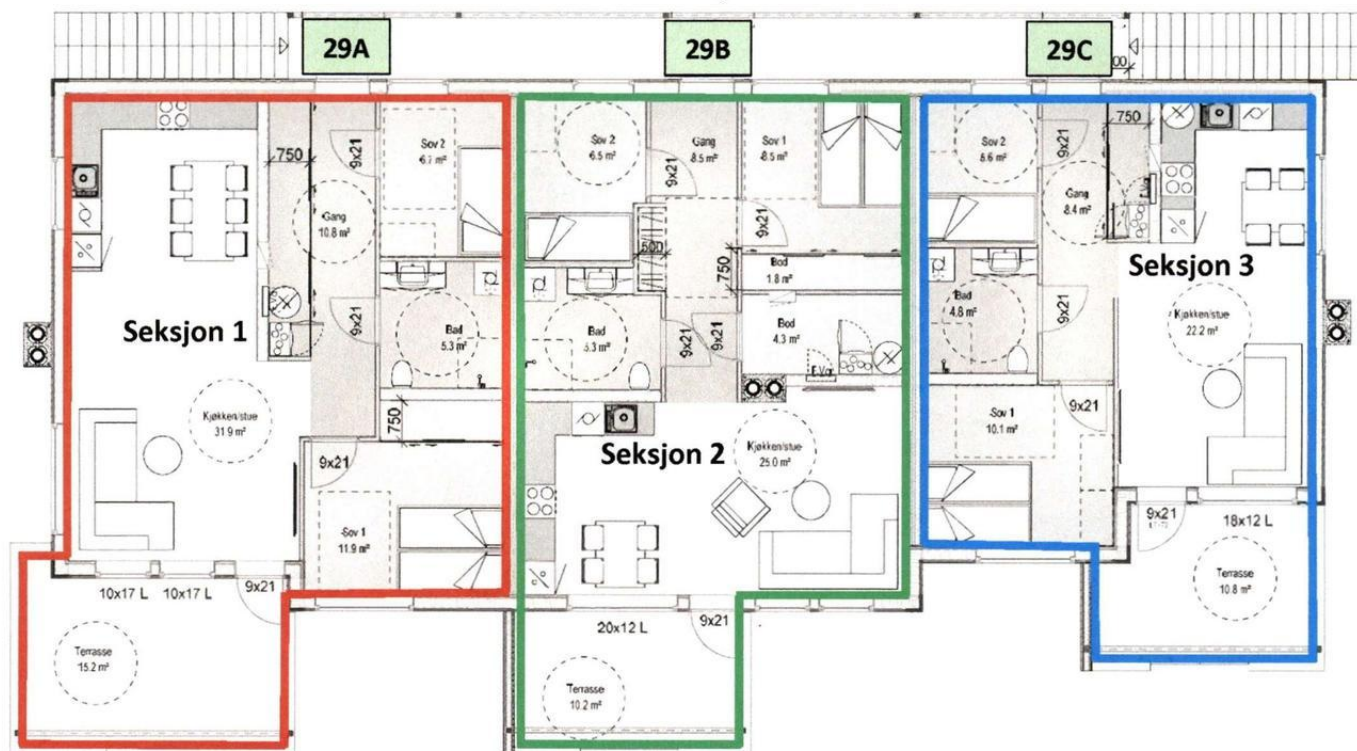 29A
29B
29C
00
750
9x21
Sov 2
6.7 m²
Gang
10.8 m²
Seksjon 1
9x21
Bad
5.3 m²
Kjøkken/stue
31.9 m²
750
9x21
Sov 1
11.9 m²
10x17 L
10x17 L
9x21
Terrasse
15.2 m²
Sov 2
6.5 m²
Gang
8.5 m²
Sov 1
8.5 m²
9x21
9x21
500
750
Bod
1.8 m²
Bod
4.3 m²
Bad
5.3 m²
9x21
9x21
Seksjon 2
Kjøkken/stue
25.0 m²
20x12 L
9x21
Terrasse
10.2 m²
Sov 2
9x21
750
Gang
8.4 m²
Seksjon 3
Bad
4.8 m²
9x21
Kjøkken/stue
22.2 m²
Sov 1
10.1 m²
9x21
9x21
18x12 L
Terrasse
10.8 m²